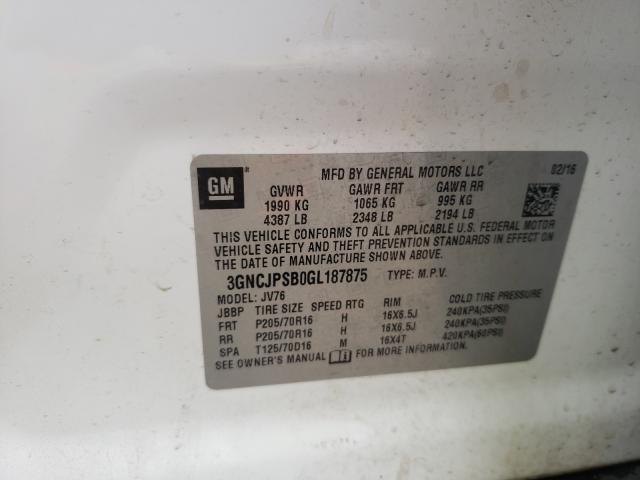 GM
MFD BY GENERAL MOTORS LLC 02/16
GVWR GAWR FRT GAWR RR
1990 KG 1065 KG 995 KG
4387 LB 2348 LB 2194 LB
THIS VEHICLE CONFORMS TO ALL APPLICABLE U.S. FEDERAL MOTOR
VEHICLE SAFETY AND THEFT PREVENTION STANDARDS IN EFFECT ON
THE DATE OF MANUFACTURE SHOWN ABOVE.
3GNCJPSB0GL187875 TYPE: M.P.V.
MODEL: JV76
JBBP TIRE SIZE SPEED RTG RIM COLD TIRE PRESSURE
FRT P205/70R16 H 16X6.5J 240KPA(35PSI)
RR P205/70R16 H 16X6.5J 240KPA(35PSI)
SPA T125/70D16 M 16X4T 420KPA(60PSI)
SEE OWNER'S MANUAL FOR MORE INFORMATION.